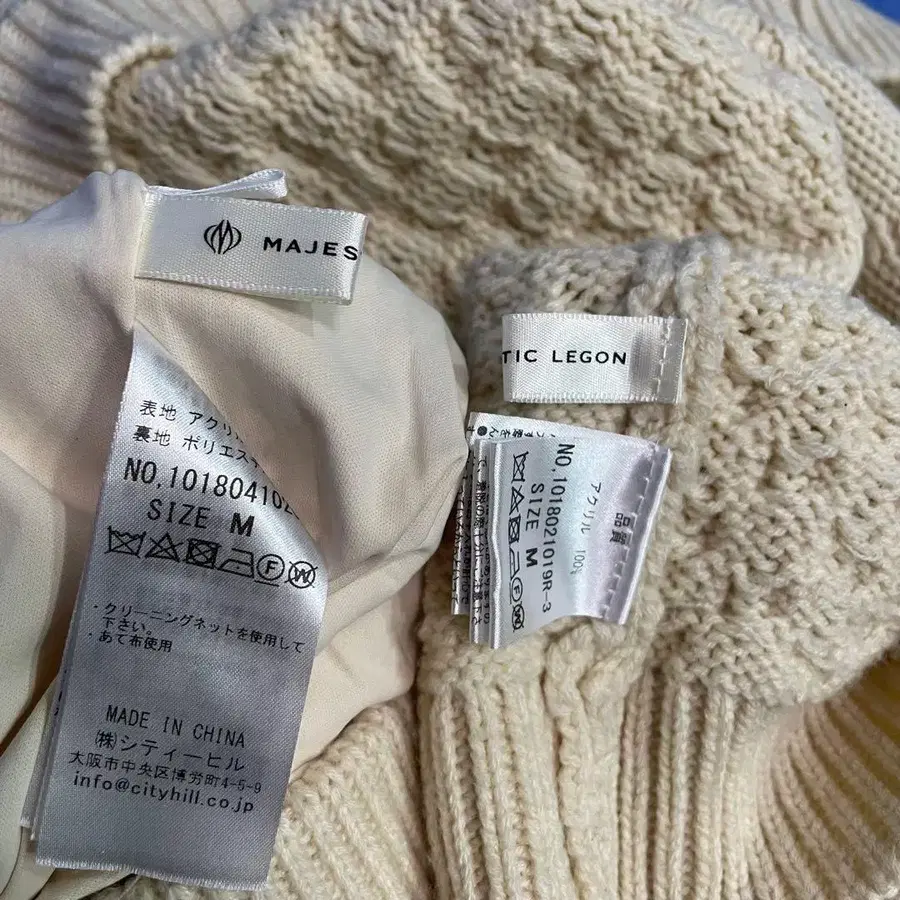 MAJES
TIC LEGON
表地 アクリ
裏地 ポリエス
NO.10180410
SIZE M
・クリーニングネットを使用して
下さい。
・あて布使用
MADE IN CHINA
㈱シティーヒル
大阪市中央区博労町4-5-9
info@cityhill.co.jp
品質
アクリル 100%
NO.1018021019R-3
SIZE M